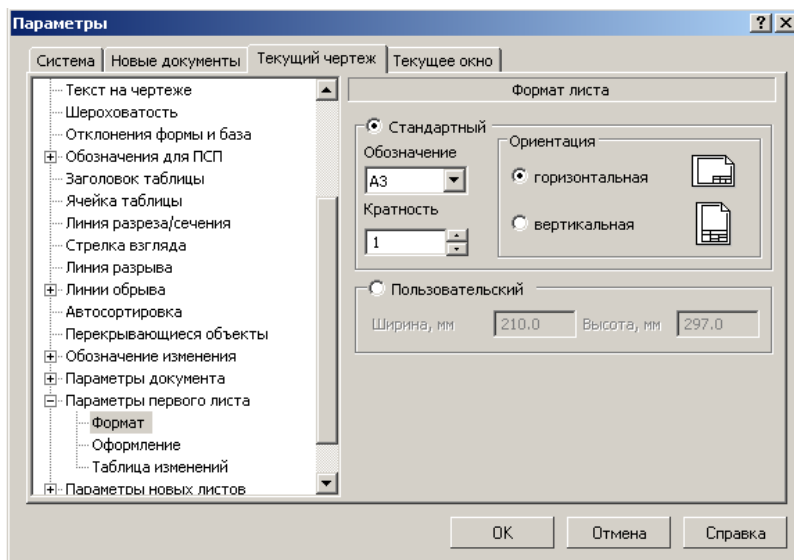 Параметры
Система
Новые документы
Текущий чертеж
Текущее окно
Текст на чертеже
Шероховатость
Отклонения формы и база
Обозначения для ПСП
Заголовок таблицы
Ячейка таблицы
Линия разреза/сечения
Стрелка взгляда
Линия разрыва
Линии обрыва
Автосортировка
Перекрывающиеся объекты
Обозначение изменения
Параметры документа
Параметры первого листа
Формат
Оформление
Таблица изменений
Параметры новых листов
Формат листа
Стандартный
Обозначение
А3
Кратность
1
Ориентация
горизонтальная
вертикальная
Пользовательский
Ширина, мм 210.0 Высота, мм 297.0
OK Отмена Справка